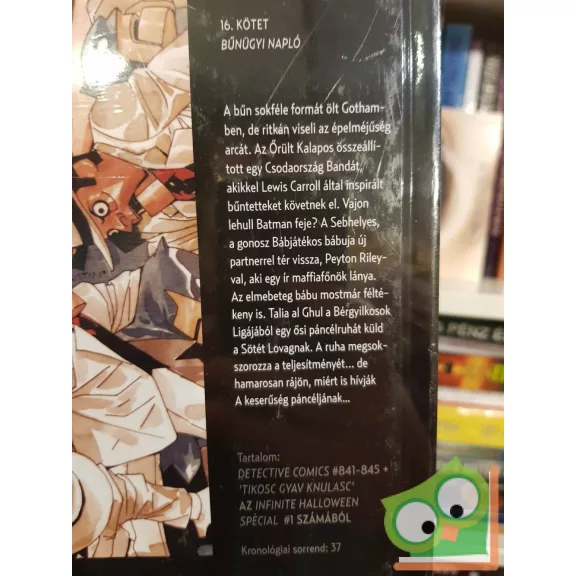 16. KÖTET
BŰNÜGYI NAPLÓ
A bűn sokféle formát ölt Gotham-
ben, de ritkán viseli az épelméjűség
arcát. Az Őrült Kalapos összeállí-
tott egy Csodaország Bandát,
akikkel Lewis Carroll által inspirált
bűntetteket követnek el. Vajon
lehull Batman feje? A Sebhelyes,
a gonosz Bábjátékos bábuja új
partnerrel tér vissza, Peyton Riley-
val, aki egy ír maffiafőnök lánya.
Az elmebeteg bábu mostmár félté-
keny is. Talia al Ghul a Bérgyilkosok
Ligájából egy ősi páncélruhát küld
a Sötét Lovagnak. A ruha megsok-
szorozza a teljesítményét... de
hamarosan rájön, miért is hívják
A keserűség páncéljának...
Tartalom:
DETECTIVE COMICS #841-845 +
'TIKOSC GYAV KNULASC'
AZ INFINITE HALLOWEEN
SPECIAL #1 SZÁMÁBÓL
Kronológiai sorrend: 37
PÉNZ